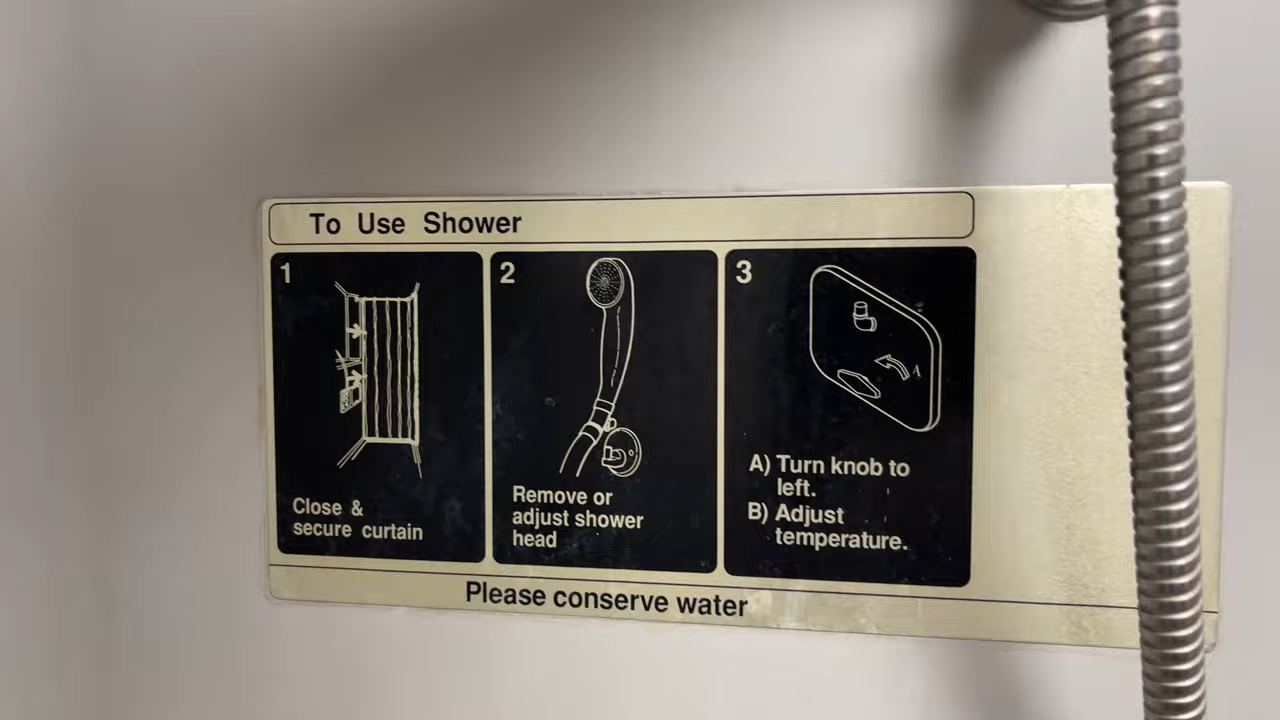 To Use Shower
1
Close &
secure curtain
2
Remove or
adjust shower
head
3
A
A) Turn knob to
left.
B) Adjust
temperature.
Please conserve water